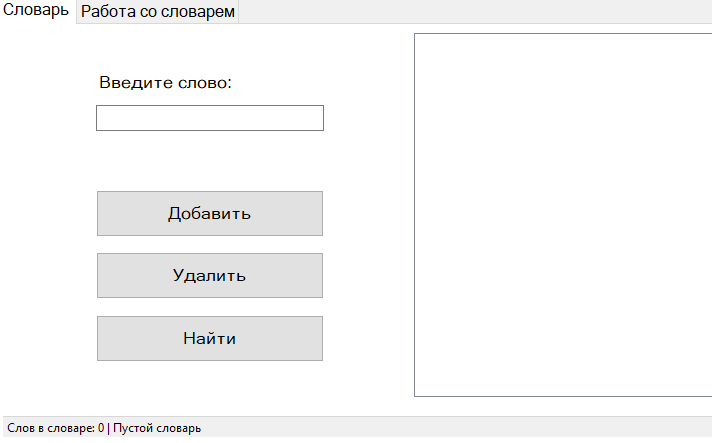 Словарь Работа со словарем
Введите слово:
Добавить
Удалить
Найти
Слов в словаре: 0 | Пустой словарь